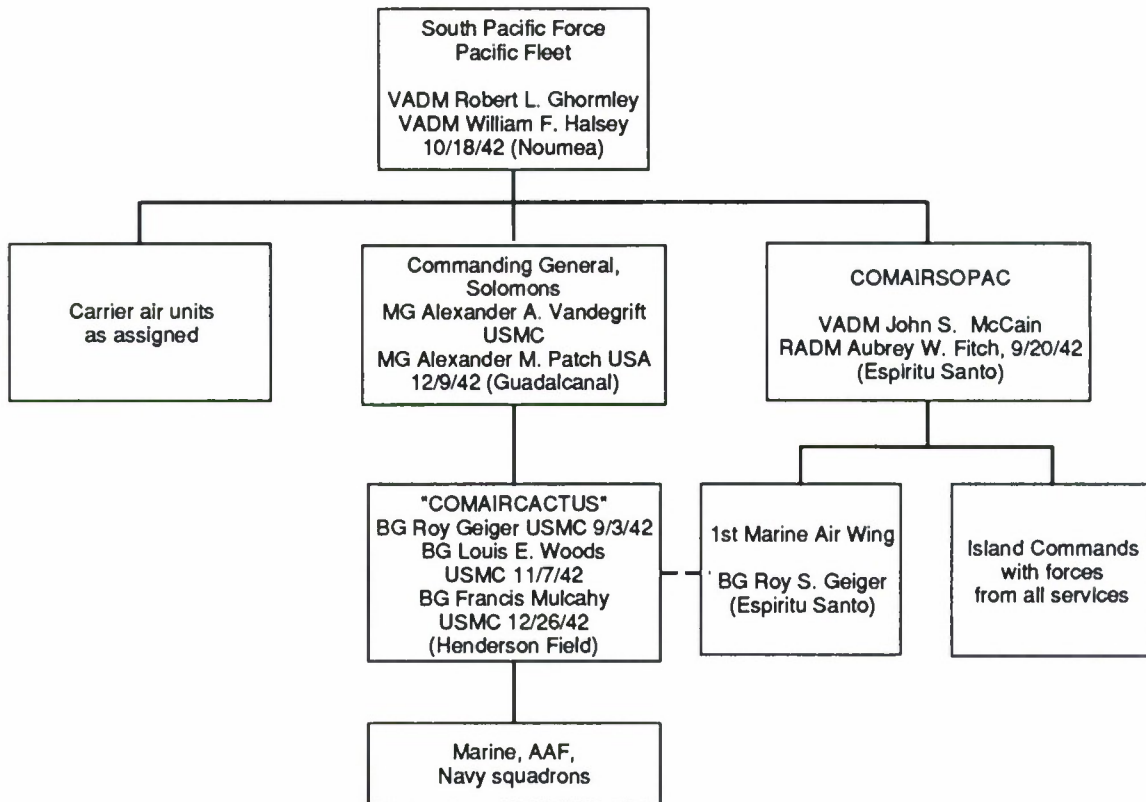 South Pacific Force
Pacific Fleet
VADM Robert L. Ghormley
VADM William F. Halsey
10/18/42 (Noumea)
Carrier air units
as assigned
Commanding General,
Solomons
MG Alexander A. Vandegrift
USMC
MG Alexander M. Patch USA
12/9/42 (Guadalcanal)
COMAIRSOPAC
VADM John S. McCain
RADM Aubrey W. Fitch, 9/20/42
(Espiritu Santo)
"COMAIRCACTUS"
BG Roy Geiger USMC 9/3/42
BG Louis E. Woods
USMC 11/7/42
BG Francis Mulcahy
USMC 12/26/42
(Henderson Field)
1st Marine Air Wing
BG Roy S. Geiger
(Espiritu Santo)
Island Commands
with forces
from all services
Marine, AAF,
Navy squadrons